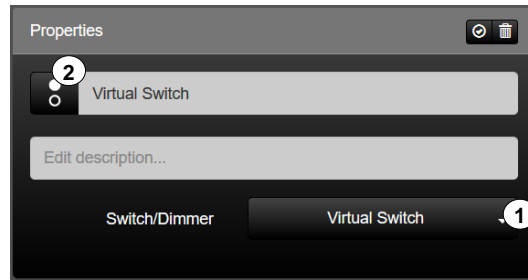 Properties
2
Virtual Switch
Edit description...
Switch/Dimmer Virtual Switch 1